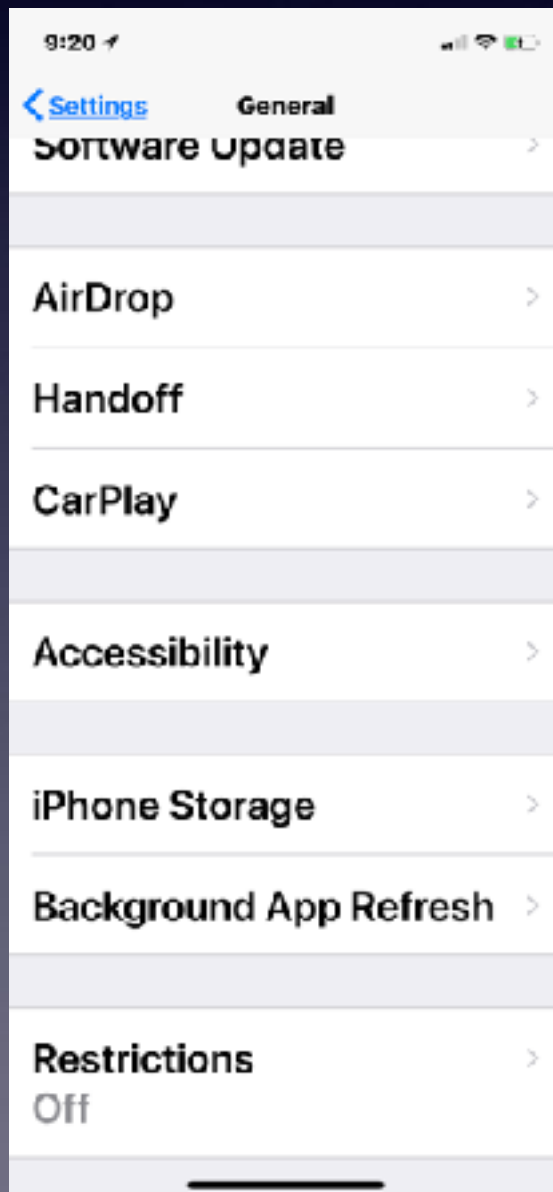 9:20
Settings General
Software Update
AirDrop
Handoff
CarPlay
Accessibility
iPhone Storage
Background App Refresh
Restrictions
Off